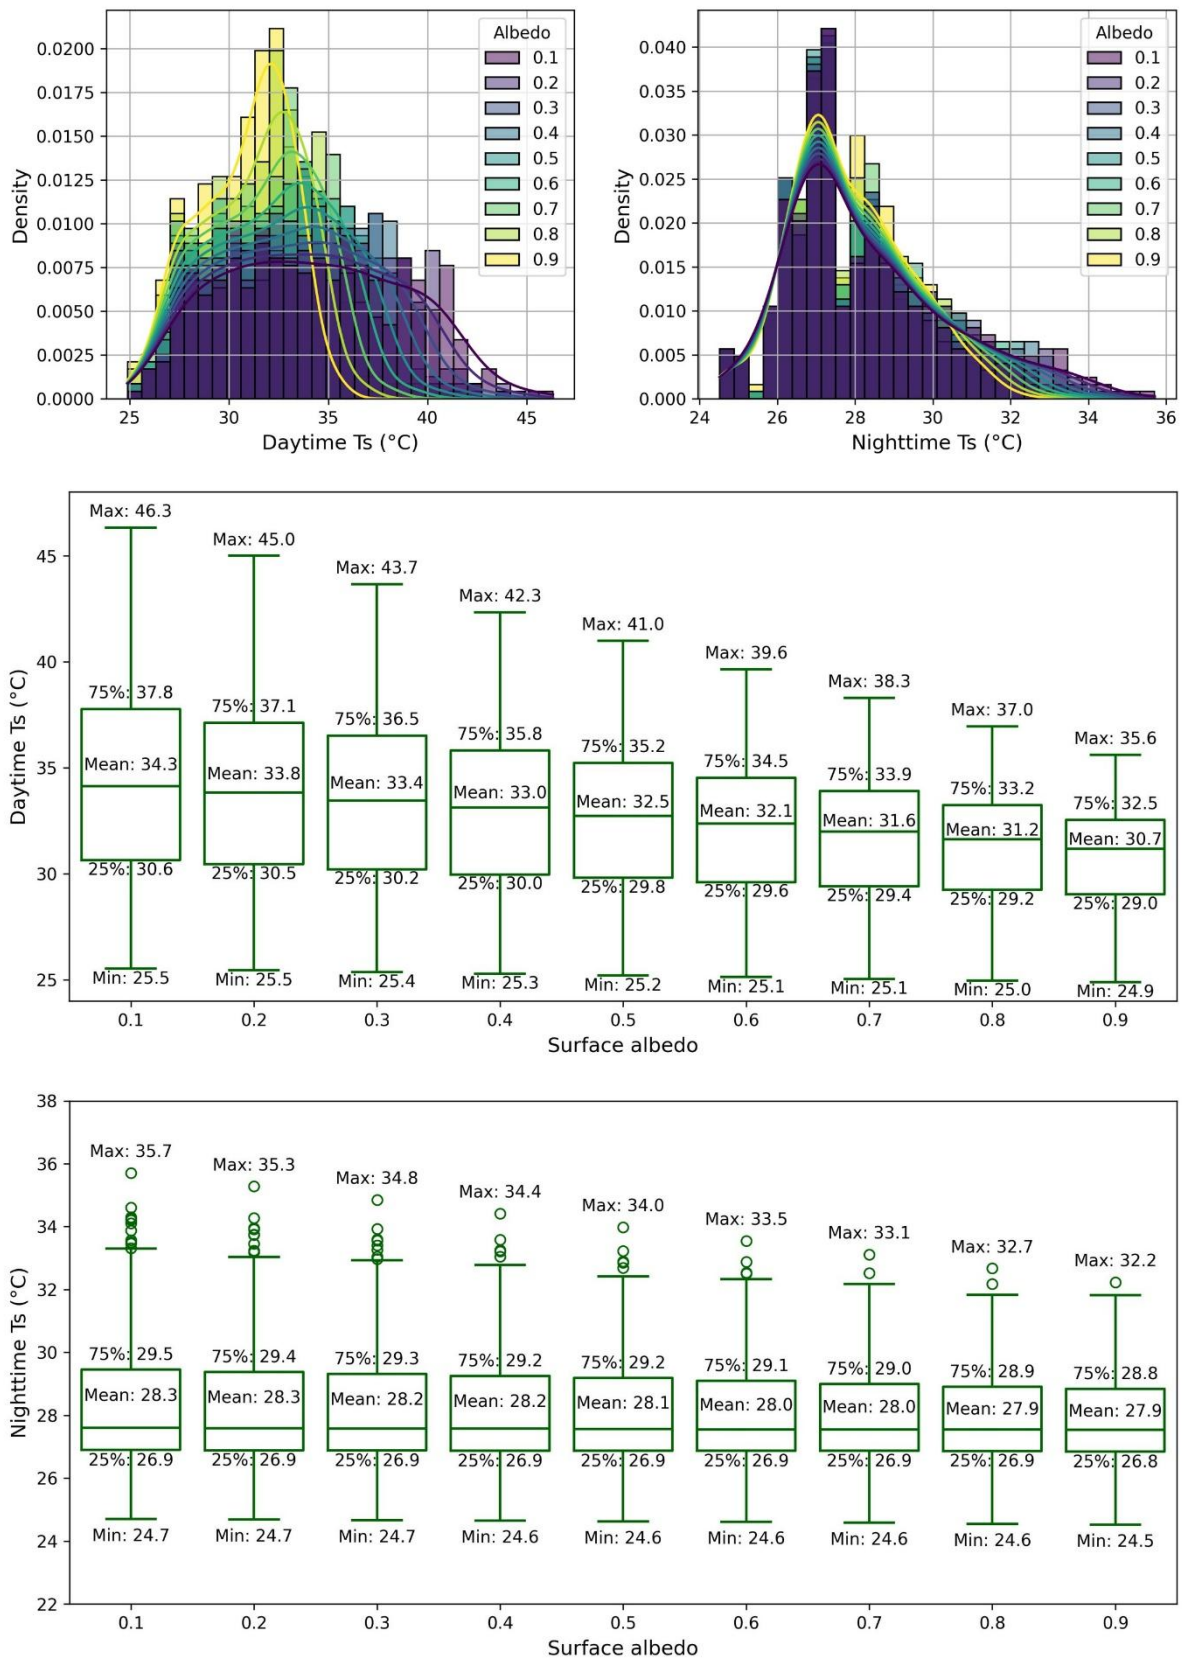 Albedo
0.1
0.2
0.3
0.4
0.5
0.6
0.7
0.8
0.9
0.0200
0.0175
0.0150
0.0125
0.0100
0.0075
0.0050
0.0025
0.0000
Density
25 30 35 40 45
Daytime Ts (°C)
Albedo
0.1
0.2
0.3
0.4
0.5
0.6
0.7
0.8
0.9
0.040
0.035
0.030
0.025
0.020
0.015
0.010
0.005
0.000
Density
24 26 28 30 32 34 36
Nighttime Ts (°C)
Daytime Ts (°C)
45
40
35
30
25
Max: 46.3 Max: 45.0 Max: 43.7 Max: 42.3 Max: 41.0 Max: 39.6 Max: 38.3 Max: 37.0 Max: 35.6
75%: 37.8 75%: 37.1 75%: 36.5 75%: 35.8 75%: 35.2 75%: 34.5 75%: 33.9 75%: 33.2 75%: 32.5
Mean: 34.3 Mean: 33.8 Mean: 33.4 Mean: 33.0 Mean: 32.5 Mean: 32.1 Mean: 31.6 Mean: 31.2 Mean: 30.7
25%: 30.6 25%: 30.5 25%: 30.2 25%: 30.0 25%: 29.8 25%: 29.6 25%: 29.4 25%: 29.2 25%: 29.0
Min: 25.5 Min: 25.5 Min: 25.4 Min: 25.3 Min: 25.2 Min: 25.1 Min: 25.1 Min: 25.0 Min: 24.9
0.1 0.2 0.3 0.4 0.5 0.6 0.7 0.8 0.9
Surface albedo
Nighttime Ts (°C)
38
36
34
32
30
28
26
24
22
Max: 35.7 Max: 35.3 Max: 34.8 Max: 34.4 Max: 34.0 Max: 33.5 Max: 33.1 Max: 32.7 Max: 32.2
75%: 29.5 75%: 29.4 75%: 29.3 75%: 29.2 75%: 29.2 75%: 29.1 75%: 29.0 75%: 28.9 75%: 28.8
Mean: 28.3 Mean: 28.3 Mean: 28.2 Mean: 28.2 Mean: 28.1 Mean: 28.0 Mean: 28.0 Mean: 27.9 Mean: 27.9
25%: 26.9 25%: 26.9 25%: 26.9 25%: 26.9 25%: 26.9 25%: 26.9 25%: 26.9 25%: 26.9 25%: 26.8
Min: 24.7 Min: 24.7 Min: 24.7 Min: 24.6 Min: 24.6 Min: 24.6 Min: 24.6 Min: 24.6 Min: 24.5
0.1 0.2 0.3 0.4 0.5 0.6 0.7 0.8 0.9
Surface albedo